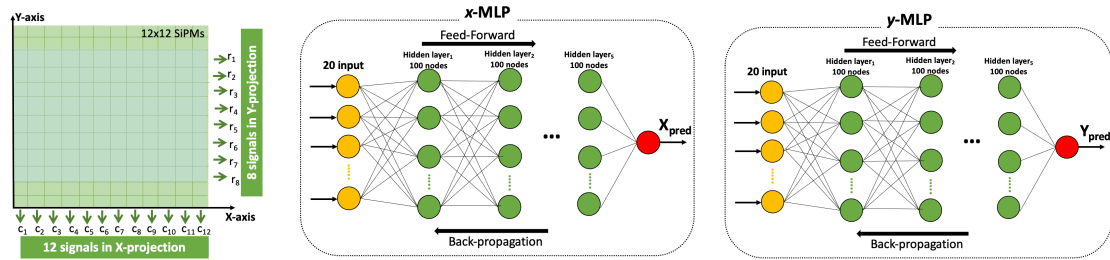 Y-axis
12x12 SiPMs
r1
r2
r3
r4
r5
r6
r7
r8
8 signals in Y-projection
X-axis
c1 c2 c3 c4 c5 c6 c7 c8 c9 c10 c11 c12
12 signals in X-projection
x-MLP
Feed-Forward
20 input
Hidden layer1
100 nodes
Hidden layer2
100 nodes
Hidden layer5
100 nodes
...
Xpred
Back-propagation
y-MLP
Feed-Forward
20 input
Hidden layer1
100 nodes
Hidden layer2
100 nodes
Hidden layer5
100 nodes
...
Ypred
Back-propagation